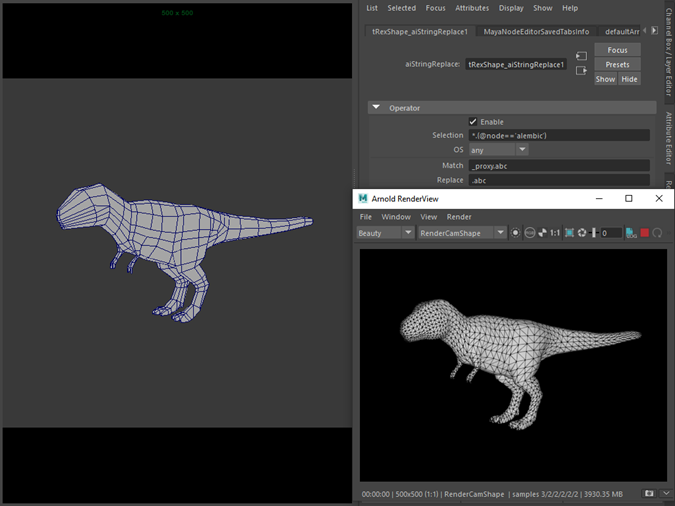 500 x 500
List Selected Focus Attributes Display Show Help
tRexShape_aiStringReplace1 MayaNodeEditorSavedTabsInfo defaultArr
aiStringReplace: tRexShape_aiStringReplace1
Focus
Presets
Show Hide
Operator
Enable
Selection *.(@node=='alembic')
OS any
Match _proxy.abc
Replace .abc
Channel Box / Layer Editor
Attribute Editor
Arnold RenderView
File Window View Render
Beauty RenderCamShape 1:1 0
00:00:00 | 500x500 (1:1) | RenderCamShape | samples 3/2/2/2/2/2 | 3930.35 MB